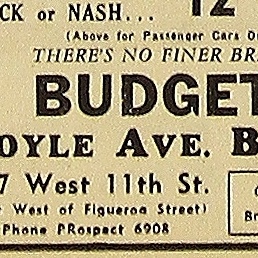 CK or NASH... 12
(Above for Passenger Cars O
THERE'S NO FINER BR
BUDGET
OYLE AVE. B
7 West 11th St.
West of Figueroa Street)
Phone PRospect 6908
Br